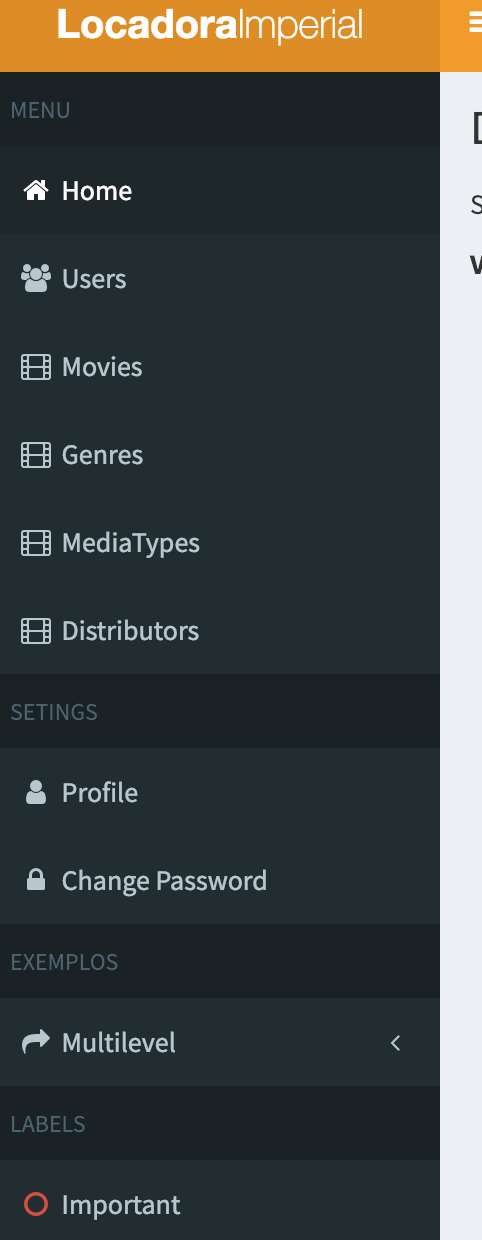 LocadoraImperial
MENU
Home
Users
Movies
Genres
MediaTypes
Distributors
SETINGS
Profile
Change Password
EXEMPLOS
Multilevel
LABELS
Important